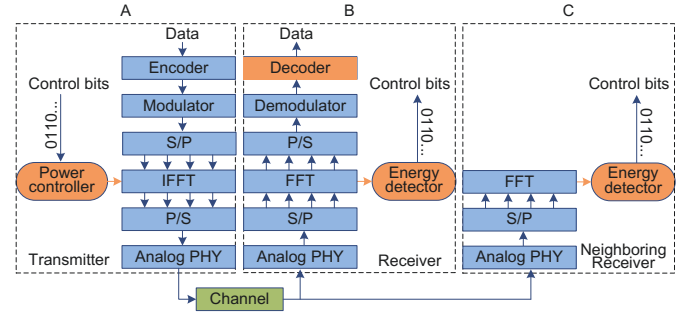 A
Data
Control bits
0110...
Encoder
Modulator
S/P
Power
controller
IFFT
P/S
Transmitter
Analog PHY
Channel
B
Data
Decoder
Demodulator
P/S
FFT
S/P
Analog PHY
Control bits
0110...
Energy
detector
Receiver
C
Control bits
0110...
FFT
Energy
detector
S/P
Analog PHY
Neighboring
Receiver